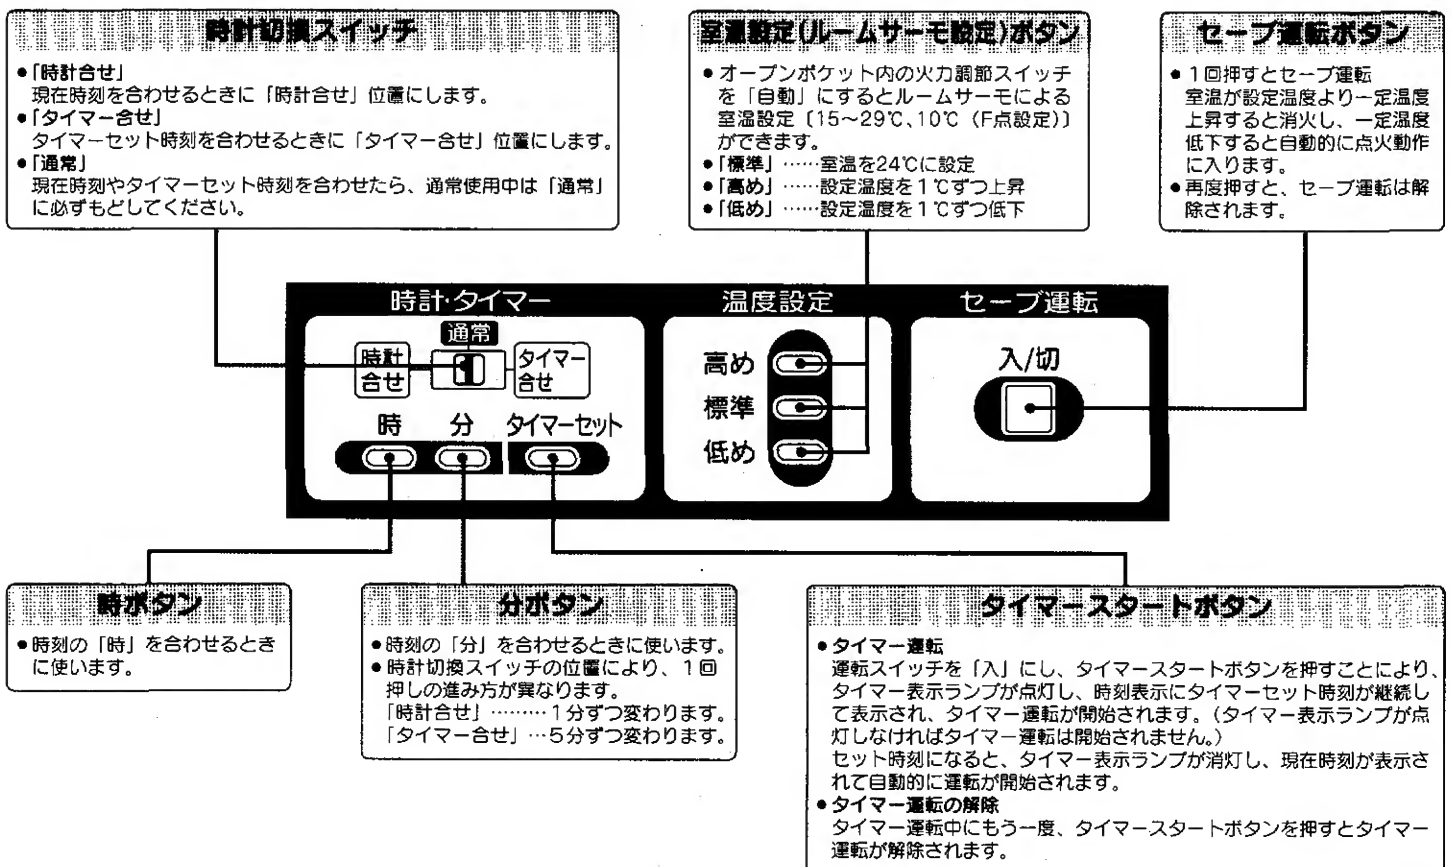 時計切換スイッチ
●「時計合せ」
現在時刻を合わせるときに「時計合せ」位置にします。
●「タイマー合せ」
タイマーセット時刻を合わせるときに「タイマー合せ」位置にします。
●「通常」
現在時刻やタイマーセット時刻を合わせたら、通常使用中は「通常」
に必ずもどしてください。
室温設定(ルームサーモ設定)ボタン
● オープンポケット内の火力調節スイッチ
を「自動」にするとルームサーモによる
室温設定〔15～29℃、10℃（F点設定）〕
ができます。
●「標準」……室温を24℃に設定
●「高め」……設定温度を1℃ずつ上昇
●「低め」……設定温度を1℃ずつ低下
セーブ運転ボタン
● 1回押すとセーブ運転
室温が設定温度より一定温度
上昇すると消火し、一定温度
低下すると自動的に点火動作
に入ります。
●再度押すと、セーブ運転は解
除されます。
時計・タイマー
通常
時計
合せ
タイマー
合せ
時 分 タイマーセット
温度設定
高め
標準
低め
セーブ運転
入/切
時ボタン
●時刻の「時」を合わせるとき
に使います。
分ボタン
●時刻の「分」を合わせるときに使います。
●時計切換スイッチの位置により、1回
押しの進み方が異なります。
「時計合せ」………1分ずつ変わります。
「タイマー合せ」…5分ずつ変わります。
タイマースタートボタン
●タイマー運転
運転スイッチを「入」にし、タイマースタートボタンを押すことにより、
タイマー表示ランプが点灯し、時刻表示にタイマーセット時刻が継続し
て表示され、タイマー運転が開始されます。（タイマー表示ランプが点
灯しなければタイマー運転は開始されません。）
セット時刻になると、タイマー表示ランプが消灯し、現在時刻が表示さ
れて自動的に運転が開始されます。
●タイマー運転の解除
タイマー運転中にもう一度、タイマースタートボタンを押すとタイマー
運転が解除されます。